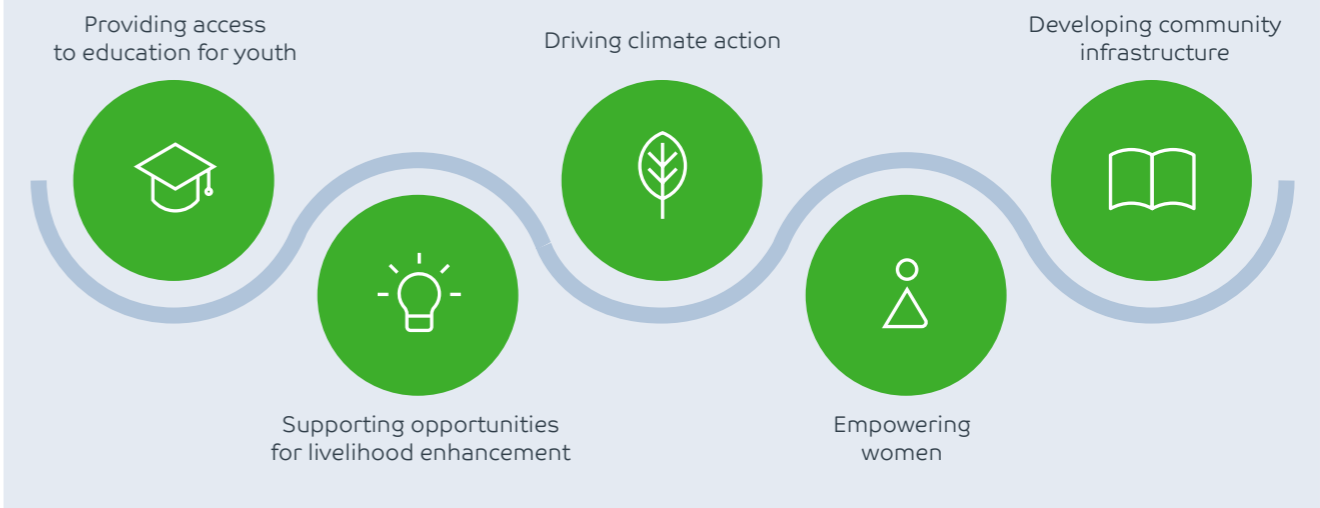 Providing access
to education for youth
Supporting opportunities
for livelihood enhancement
Driving climate action
Empowering
women
Developing community
infrastructure